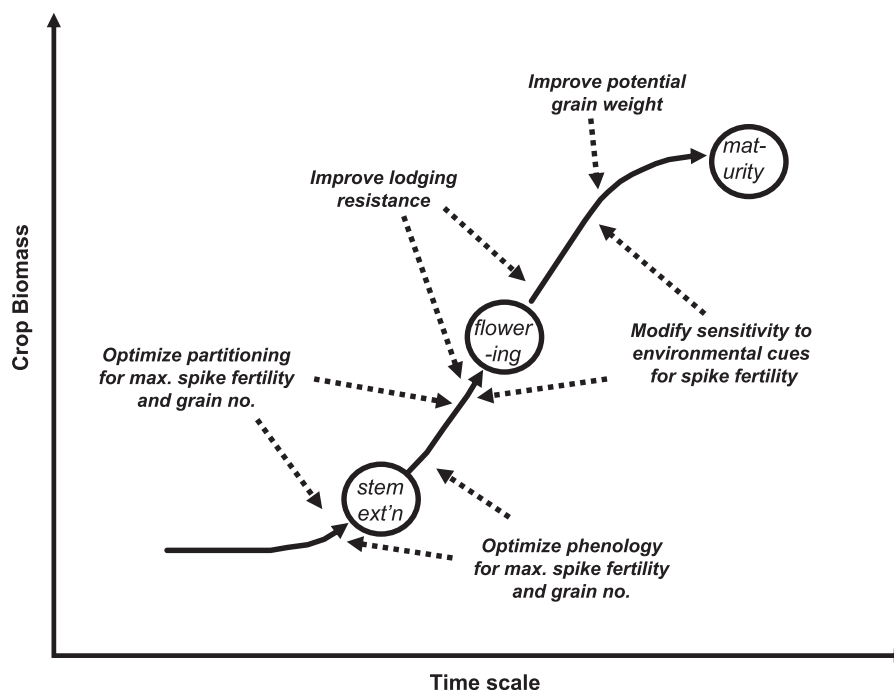 Improve potential
grain weight
mat-
urity
Improve lodging
resistance
Crop Biomass
flower
-ing
Modify sensitivity to
environmental cues
for spike fertility
Optimize partitioning
for max. spike fertility
and grain no.
stem
ext'n
Optimize phenology
for max. spike fertility
and grain no.
Time scale